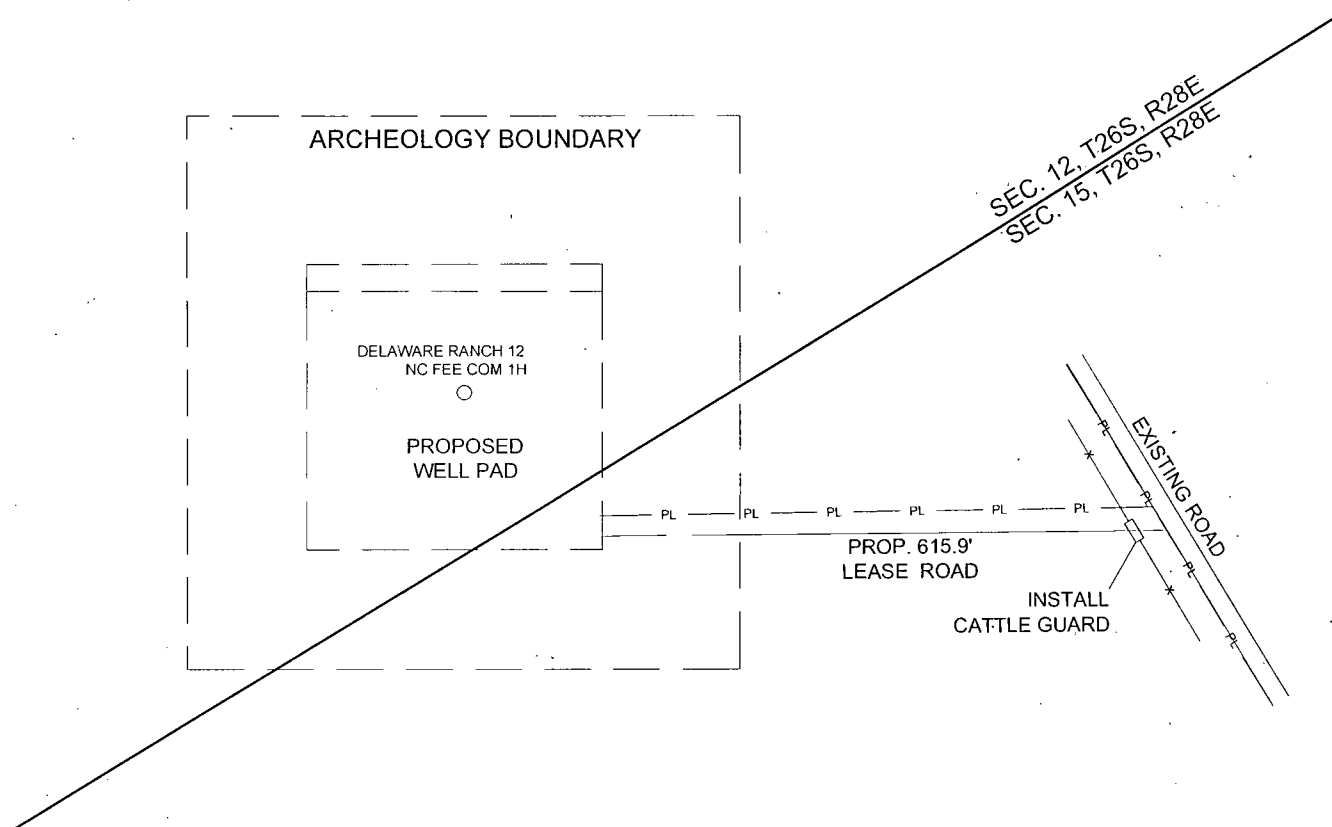 ARCHEOLOGY BOUNDARY
SEC. 12, T26S, R28E
SEC. 15, T26S, R28E
DELAWARE RANCH 12
NC FEE COM 1H
PROPOSED
WELL PAD
EXISTING ROAD
PL
PL
PL
PL
PL PL PL PL PL PL
PROP. 615.9'
LEASE ROAD
INSTALL
CATTLE GUARD